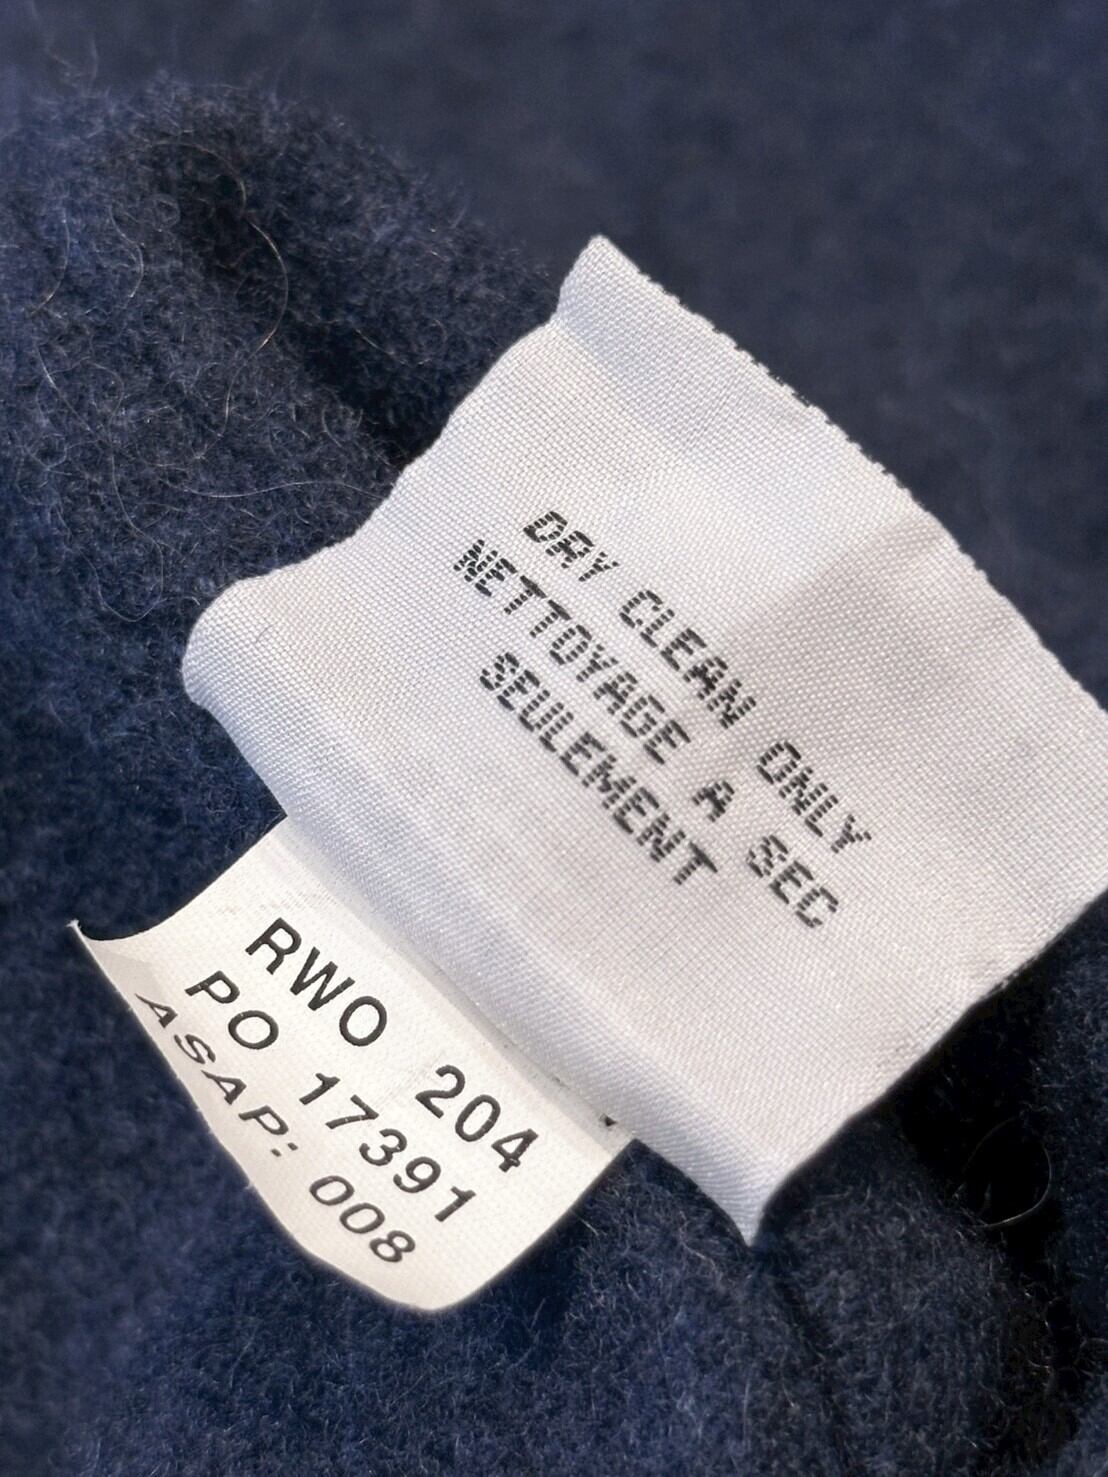 DRY CLEAN ONLY
NETTOYAGE A SEC
SEULEMENT
RWO 204
PO 17391
ASAP: 008